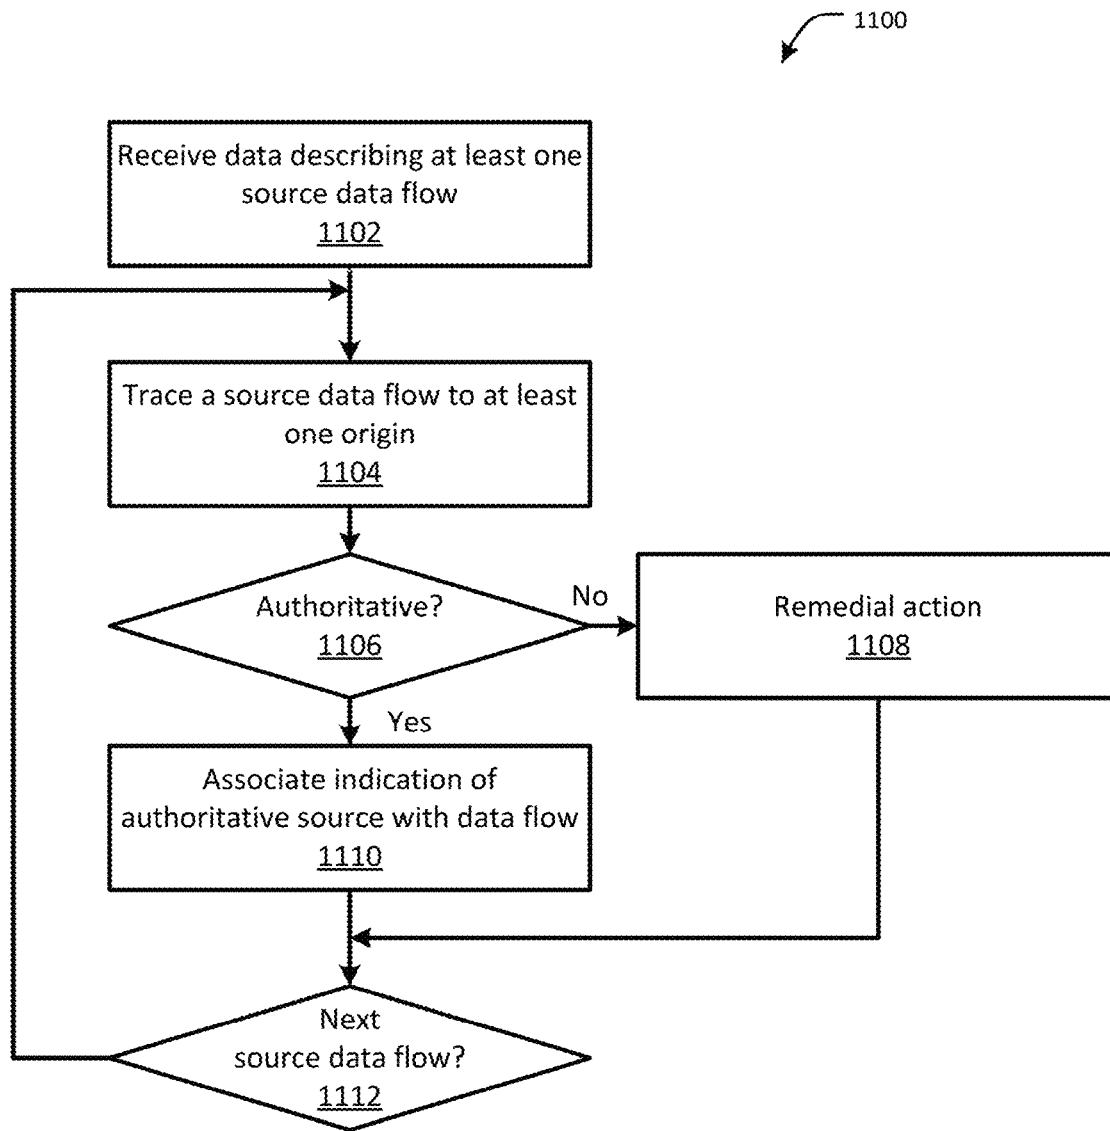 1100
Receive data describing at least one
source data flow
1102
Trace a source data flow to at least
one origin
1104
Authoritative?
1106
No
Remedial action
1108
Yes
Associate indication of
authoritative source with data flow
1110
Next
source data flow?
1112